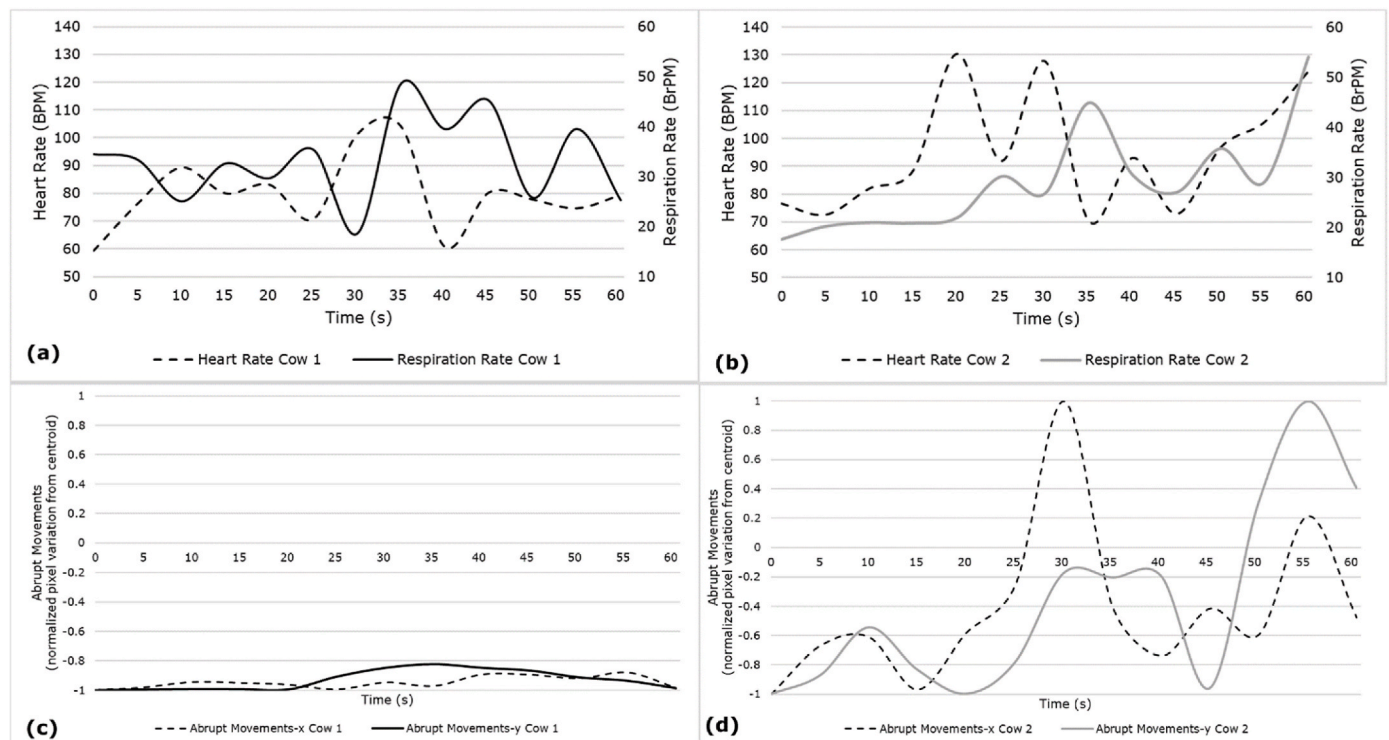 140
130
120
110
100
90
80
70
60
50
Heart Rate (BPM)
60
50
40
30
20
10
Respiration Rate (BrPM)
0 5 10 15 20 25 30 35 40 45 50 55 60
Time (s)
(a)
Heart Rate Cow 1 Respiration Rate Cow 1
140
130
120
110
100
90
80
70
60
50
Heart Rate (BPM)
60
50
40
30
20
10
Respiration Rate (BrPM)
0 5 10 15 20 25 30 35 40 45 50 55 60
Time (s)
(b)
Heart Rate Cow 2 Respiration Rate Cow 2
Abrupt Movements
(normalized pixel variation from centroid)
1
0.8
0.6
0.4
0.2
0
-0.2
-0.4
-0.6
-0.8
-1
0 5 10 15 20 25 30 35 40 45 50 55 60
Time (s)
(c)
Abrupt Movements-x Cow 1 Abrupt Movements-y Cow 1
Abrupt Movements
(normalized pixel variation from centroid)
1
0.8
0.6
0.4
0.2
0
-0.2
-0.4
-0.6
-0.8
-1
0 5 10 15 20 25 30 35 40 45 50 55 60
Time (s)
(d)
Abrupt Movements-x Cow 2 Abrupt Movements-y Cow 2